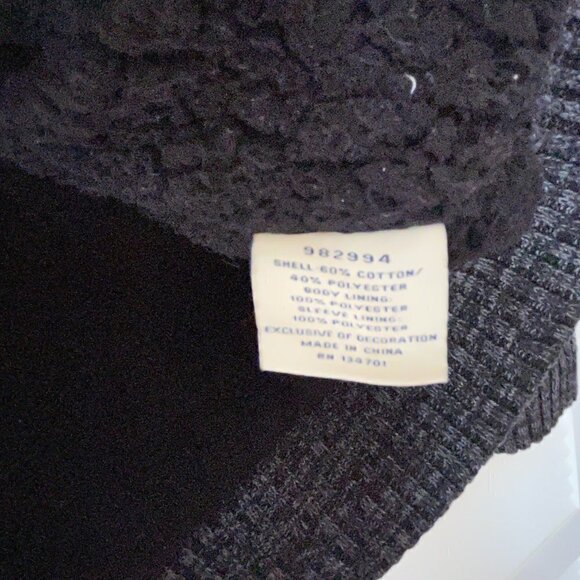 982994
SHELL-60% COTTON/
40% POLYESTER
BODY LINING:
100% POLYESTER
SLEEVE LINING:
100% POLYESTER
EXCLUSIVE OF DECORATION
MADE IN CHINA
RN 134701